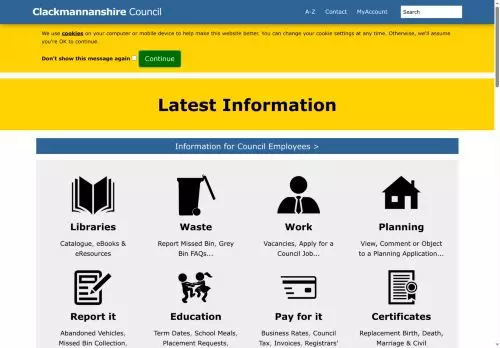 Clackmannanshire Council
A-Z Contact MyAccount Search
We use cookies on your computer or mobile device to help make this website better. You can change your cookie settings at any time. Otherwise, we'll assume
you're OK to continue.
Don't show this message again Continue
Latest Information
Information for Council Employees >
Libraries Waste Work Planning
Catalogue, eBooks & Report Missed Bin, Grey Vacancies, Apply for a View, Comment or Object
eResources Bin FAQs... Council Job... to a Planning Application...
Report it Education Pay for it Certificates
Abandoned Vehicles, Term Dates, School Meals, Business Rates, Council Replacement Birth, Death,
Missed Bin Collection, Placement Requests, Tax, Invoices, Registrars' Marriage & Civil